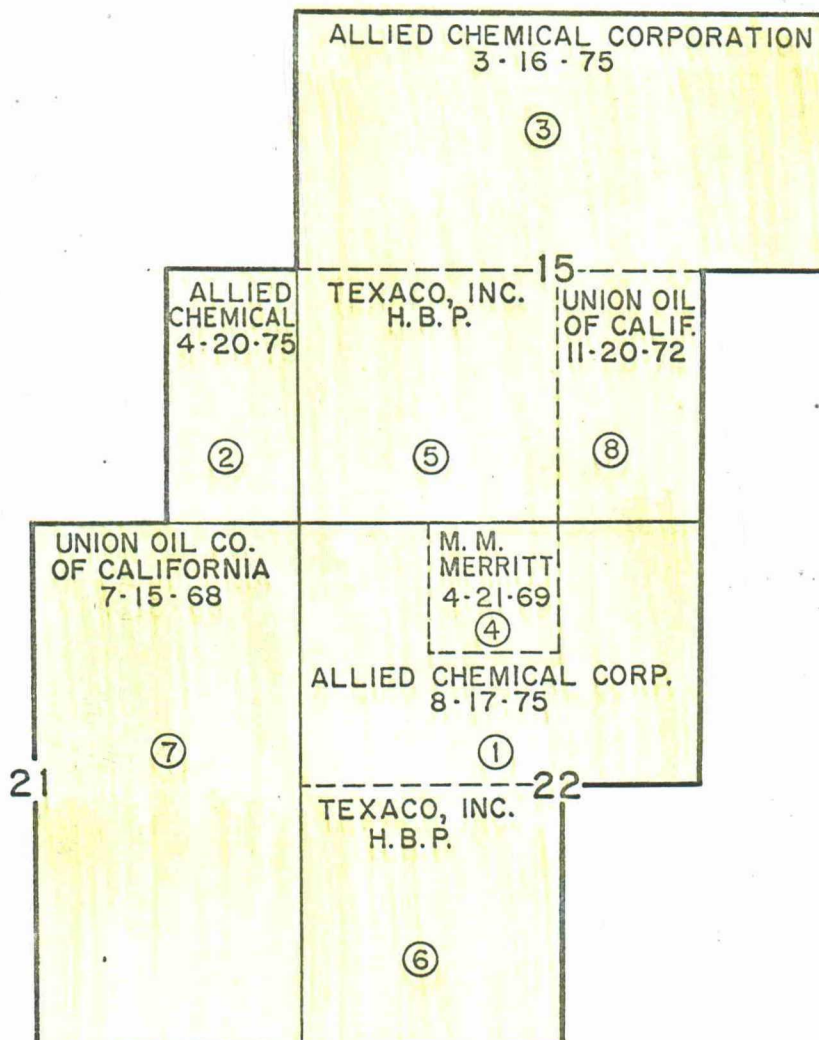 ALLIED CHEMICAL CORPORATION
3-16-75
③
15
ALLIED
CHEMICAL
4-20-75
②
TEXACO, INC.
H.B.P.
⑤
UNION OIL
OF CALIF.
11-20-72
⑧
UNION OIL CO.
OF CALIFORNIA
7-15-68
⑦
M. M.
MERRITT
4-21-69
④
ALLIED CHEMICAL CORP.
8-17-75
①
21
22
TEXACO, INC.
H.B.P.
⑥